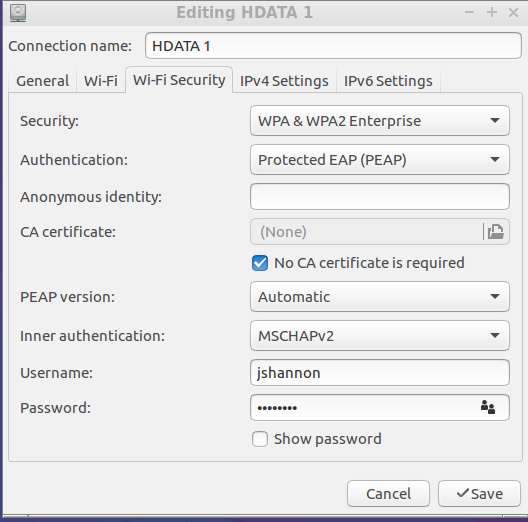 Editing HDATA 1
Connection name: HDATA 1
General Wi-Fi Wi-Fi Security IPv4 Settings IPv6 Settings
Security: WPA & WPA2 Enterprise
Authentication: Protected EAP (PEAP)
Anonymous identity:
CA certificate: (None)
No CA certificate is required
PEAP version: Automatic
Inner authentication: MSCHAPv2
Username: jshannon
Password: ••••••••
Show password
Cancel Save